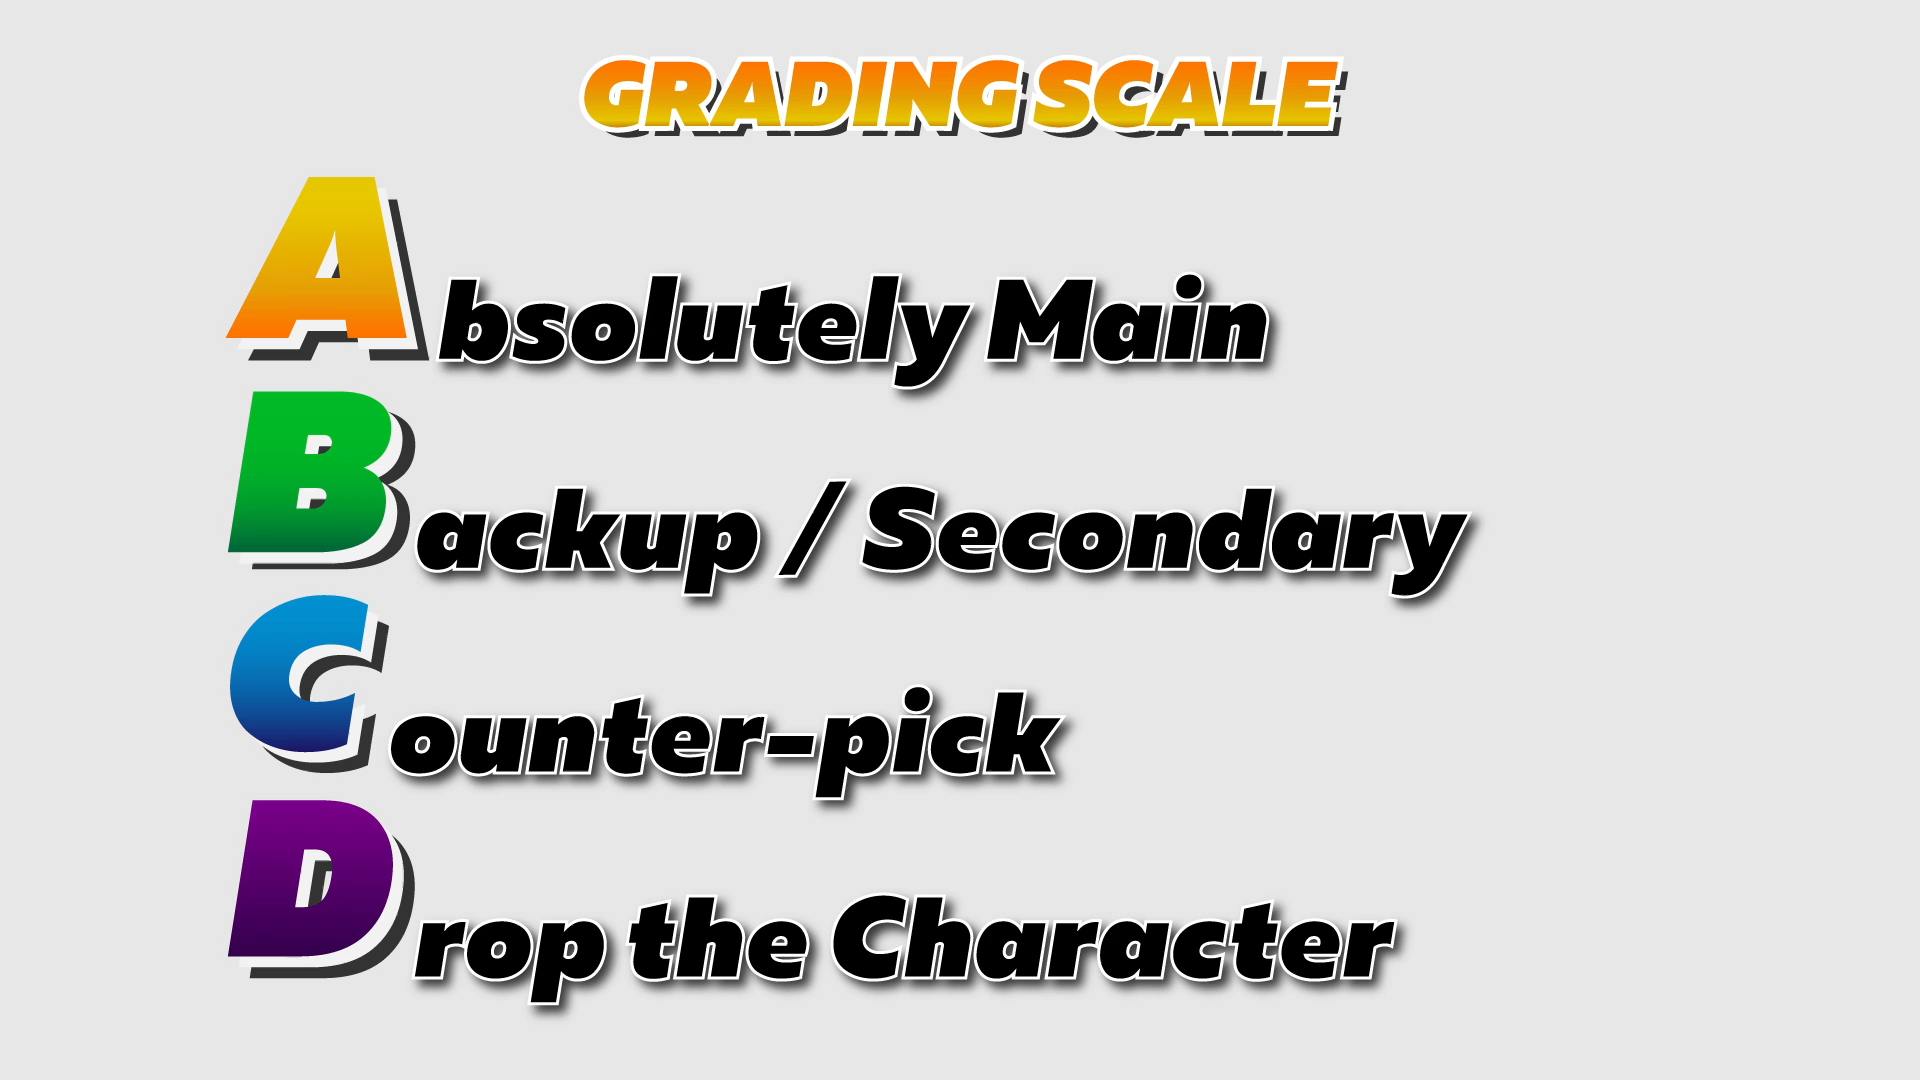 GRADING SCALE
Absolutely Main
Backup / Secondary
Counter-pick
Drop the Character